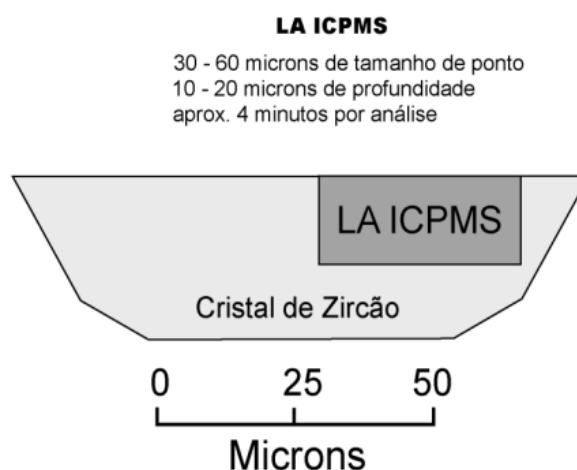 LA ICPMS
30 - 60 microns de tamanho de ponto
10 - 20 microns de profundidade
aprox. 4 minutos por análise
LA ICPMS
Cristal de Zircão
0 25 50
Microns